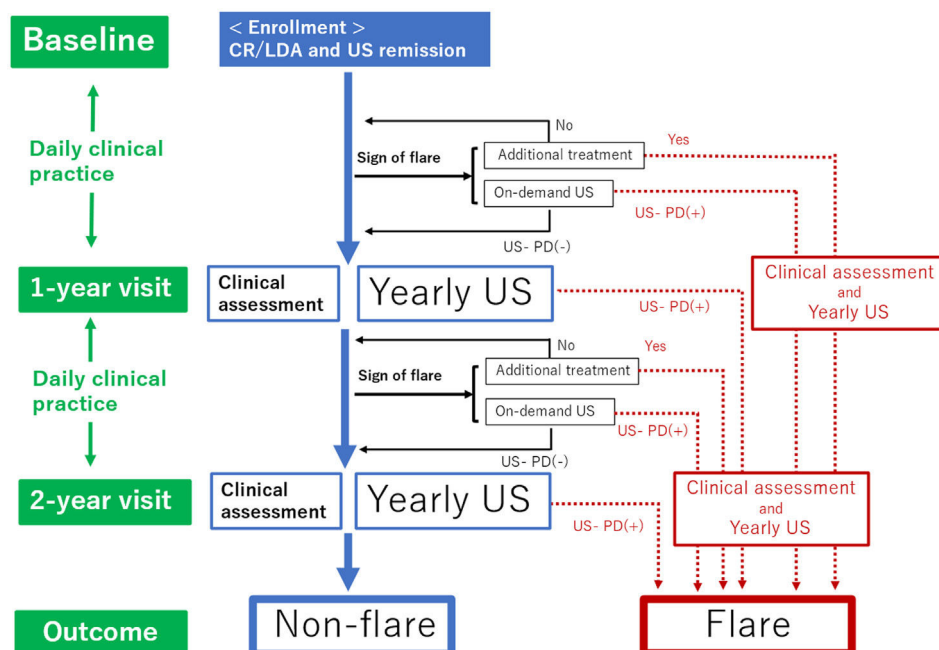 Baseline
< Enrollment >
CR/LDA and US remission
No
Yes
Daily clinical
practice
Sign of flare
Additional treatment
On-demand US
US- PD(+)
US- PD(-)
1-year visit
Clinical
assessment
Yearly US
US- PD(+)
Clinical assessment
and
Yearly US
No
Yes
Daily clinical
practice
Sign of flare
Additional treatment
On-demand US
US- PD(+)
US- PD(-)
2-year visit
Clinical
assessment
Yearly US
US- PD(+)
Clinical assessment
and
Yearly US
Outcome
Non-flare
Flare